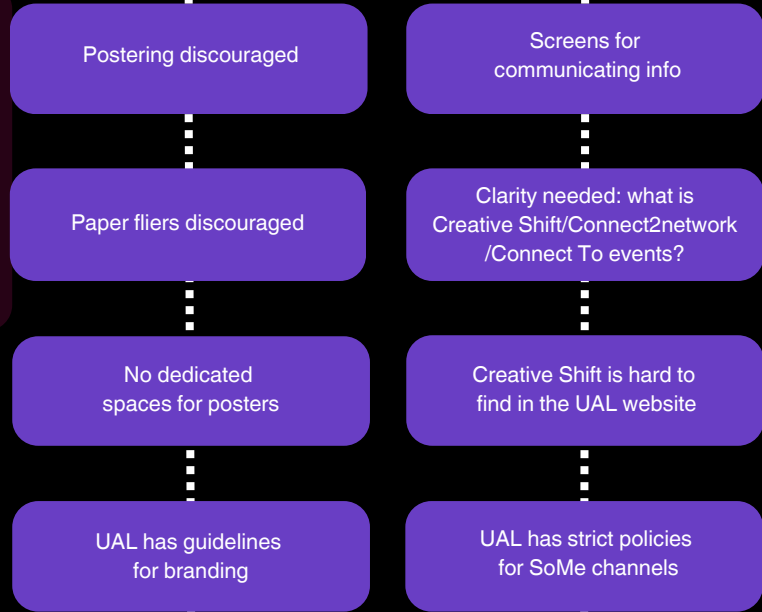 Postering discouraged
Paper fliers discouraged
No dedicated
spaces for posters
UAL has guidelines
for branding
Screens for
communicating info
Clarity needed: what is
Creative Shift/Connect2network
/Connect To events?
Creative Shift is hard to
find in the UAL website
UAL has strict policies
for SoMe channels